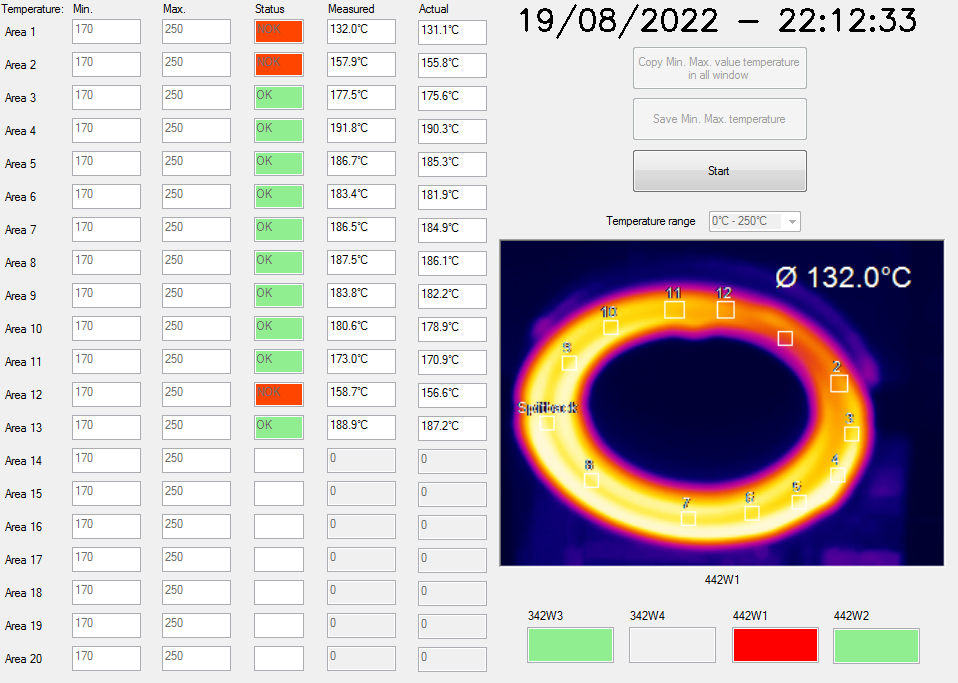 Temperature: Min. Max. Status Measured Actual
19/08/2022 - 22:12:33
Area 1 170 250 NOK 132.0°C 131.1°C
Area 2 170 250 NOK 157.9°C 155.8°C
Area 3 170 250 OK 177.5°C 175.6°C
Area 4 170 250 OK 191.8°C 190.3°C
Area 5 170 250 OK 186.7°C 185.3°C
Area 6 170 250 OK 183.4°C 181.9°C
Area 7 170 250 OK 186.5°C 184.9°C
Area 8 170 250 OK 187.5°C 186.1°C
Area 9 170 250 OK 183.8°C 182.2°C
Area 10 170 250 OK 180.6°C 178.9°C
Area 11 170 250 OK 173.0°C 170.9°C
Area 12 170 250 NOK 158.7°C 156.6°C
Area 13 170 250 OK 188.9°C 187.2°C
Area 14 170 250 0 0
Area 15 170 250 0 0
Area 16 170 250 0 0
Area 17 170 250 0 0
Area 18 170 250 0 0
Area 19 170 250 0 0
Area 20 170 250 0 0
Copy Min. Max. value temperature
in all window
Save Min. Max. temperature
Start
Temperature range 0°C - 250°C
Ø 132.0°C
11 12
10
9
2
Spitback
3
4
8
5
6
7
442W1
342W3 342W4 442W1 442W2